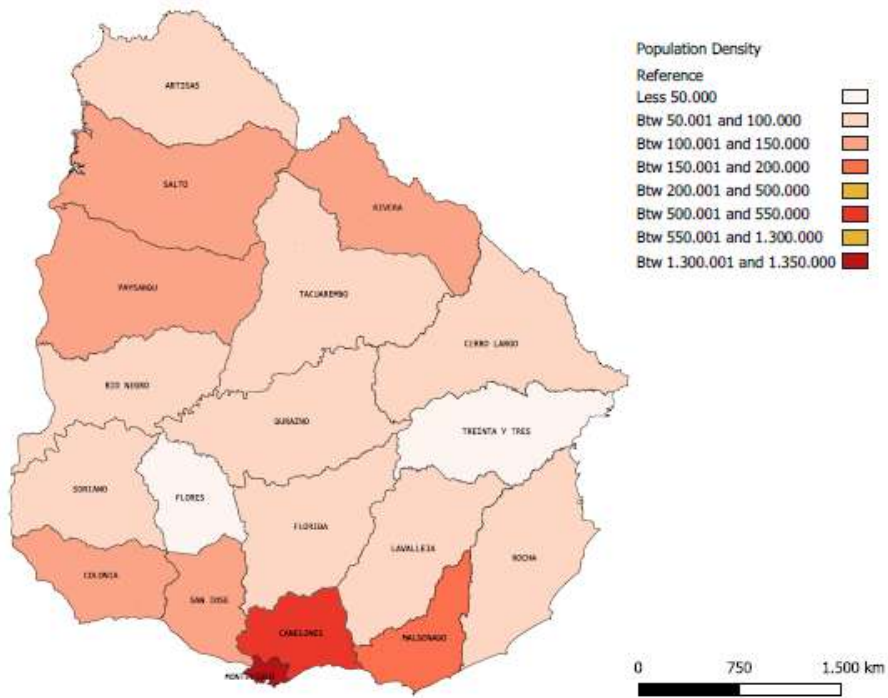 Population Density
Reference
Less 50.000
Btw 50.001 and 100.000
Btw 100.001 and 150.000
Btw 150.001 and 200.000
Btw 200.001 and 500.000
Btw 500.001 and 550.000
Btw 550.001 and 1.300.000
Btw 1.300.001 and 1.350.000
ARTIGAS
SALTO
RIVERA
PAYSANDU
TACUAREMBO
CERRO LARGO
RIO NEGRO
DURAZNO
TREINTA Y TRES
SORIANO
FLORES
FLORIDA
LAVALLEJA
ROCHA
COLONIA
SAN JOSE
CANELONES
MALDONADO
0 750 1.500 km